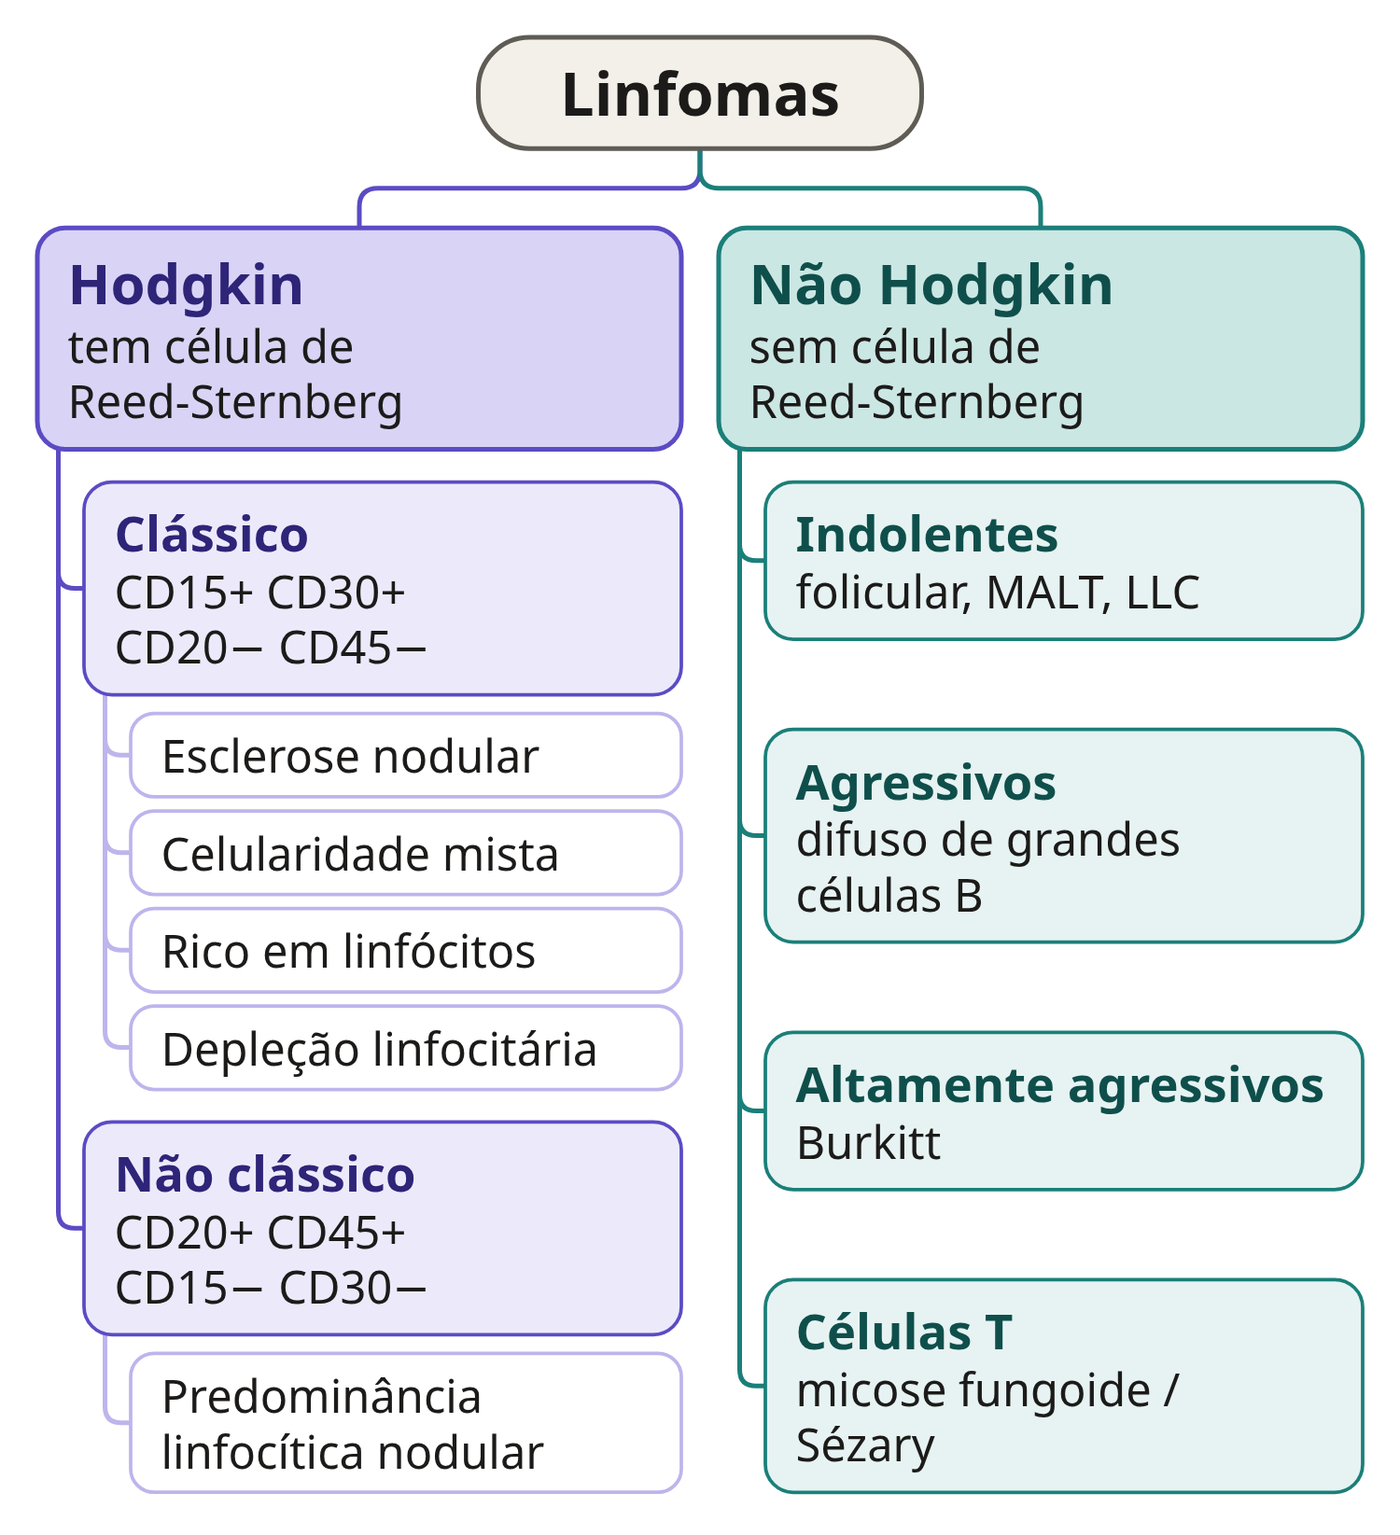 Linfomas
Hodgkin
tem célula de
Reed-Sternberg
Clássico
CD15+ CD30+
CD20− CD45−
Esclerose nodular
Celularidade mista
Rico em linfócitos
Depleção linfocitária
Não clássico
CD20+ CD45+
CD15− CD30−
Predominância
linfocítica nodular
Não Hodgkin
sem célula de
Reed-Sternberg
Indolentes
folicular, MALT, LLC
Agressivos
difuso de grandes
células B
Altamente agressivos
Burkitt
Células T
micose fungoide /
Sézary